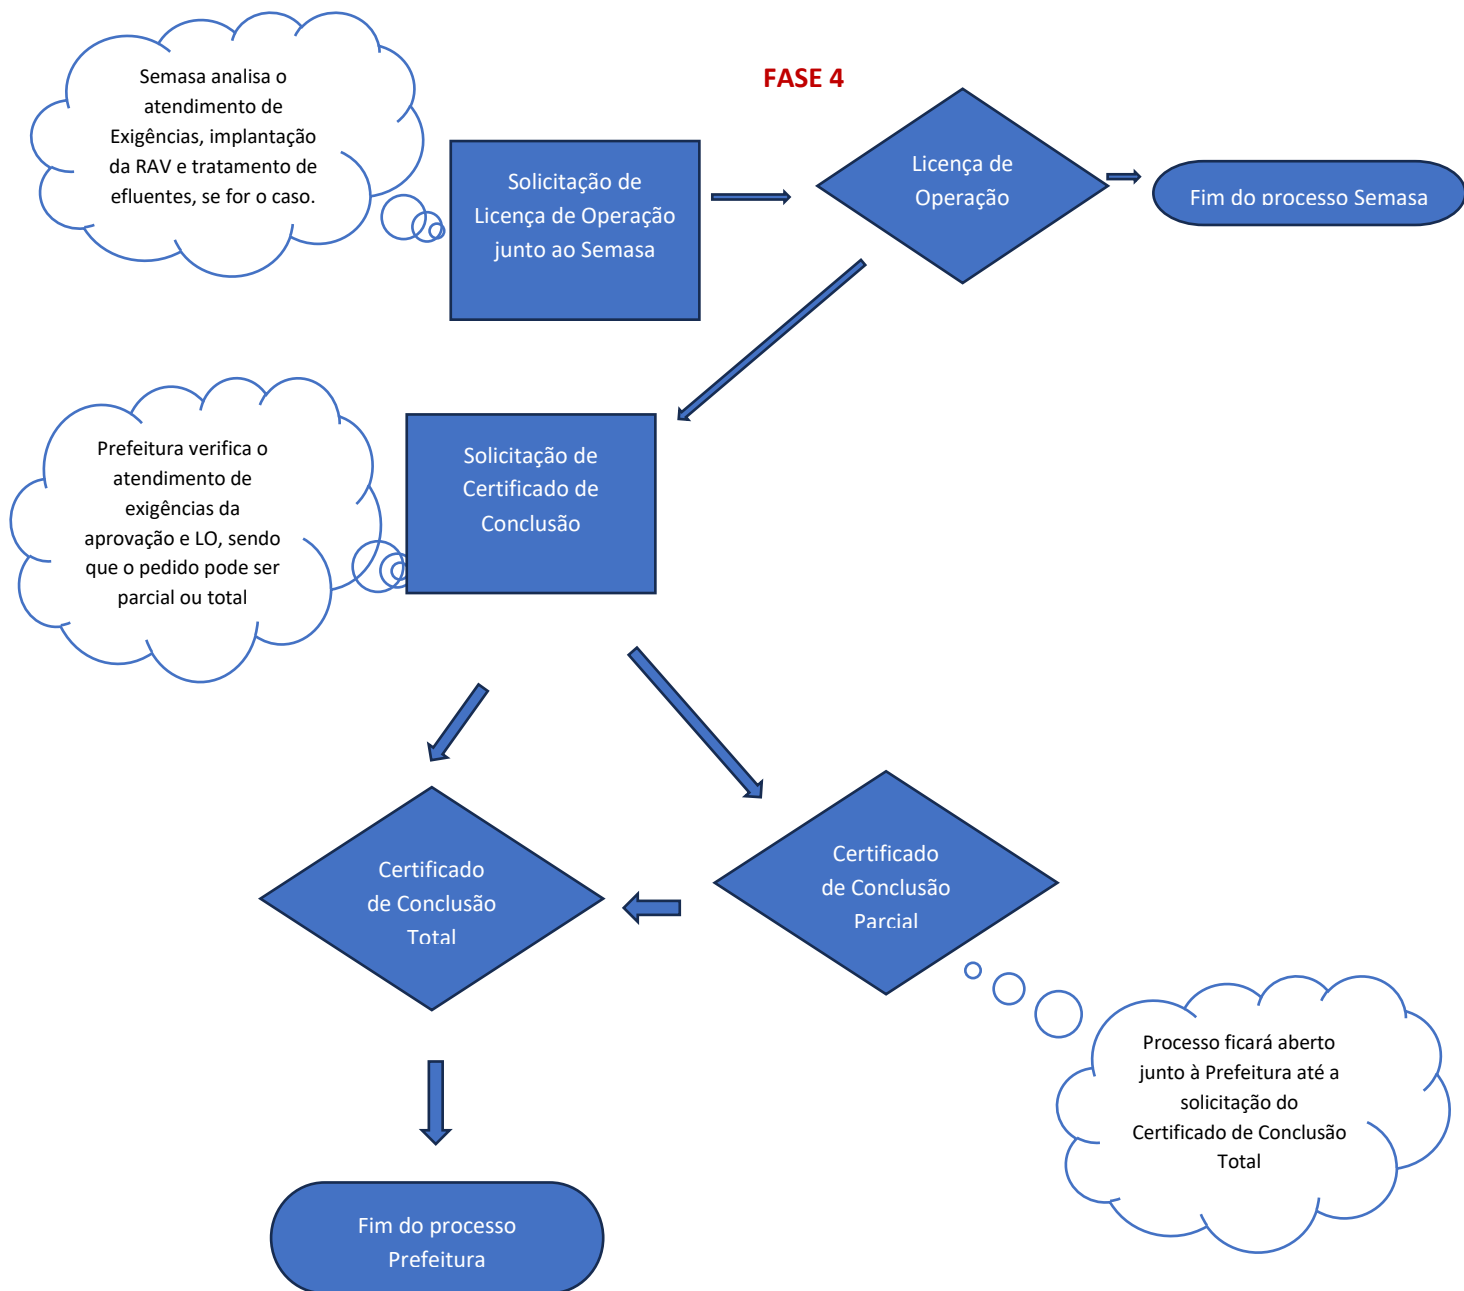 FASE 4
Semasa analisa o
atendimento de
Exigências, implantação
da RAV e tratamento de
efluentes, se for o caso.
Solicitação de
Licença de Operação
junto ao Semasa
Licença de
Operação
Fim do processo Semasa
Prefeitura verifica o
atendimento de
exigências da
aprovação e LO, sendo
que o pedido pode ser
parcial ou total
Solicitação de
Certificado de
Conclusão
Certificado
de Conclusão
Total
Certificado
de Conclusão
Parcial
Processo ficará aberto
junto à Prefeitura até a
solicitação do
Certificado de Conclusão
Total
Fim do processo
Prefeitura